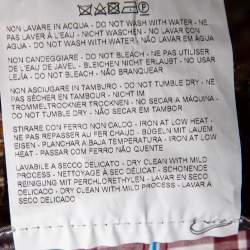 NON LAVARE IN ACQUA - DO NOT WASH WITH WATER - NE
PAS LAVER À L'EAU - NICHT WASCHEN - NO LAVAR CON
AGUA - DO NOT WASH WITH WATER - NÃO LAVAR EM ÁGUA
NON CANDEGGIARE - DO NOT BLEACH - NE PAS UTILISER
DE L'EAU DE JAVEL - BLEICHEN NICHT ERLAUBT - NO USAR
LEJÍA - DO NOT BLEACH - NÃO BRANQUEAR
NON ASCIUGARE IN TAMBURO - DO NOT TUMBLE DRY - NE
PAS SÉCHER EN TAMBOUR - NICHT IM
TROMMELTROCKNER TROCKNEN - NO SECAR A MÁQUINA -
DO NOT TUMBLE DRY - NÃO SECAR EM TAMBOR
STIRARE CON FERRO NON CALDO - IRON AT LOW HEAT -
NE PAS REPASSER AU FER CHAUD - BÜGELN MIT LAUEM
EISEN - PLANCHAR A BAJA TEMPERATURA - IRON AT LOW
HEAT - PASSAR COM FERRO NÃO QUENTE
LAVABILE A SECCO DELICATO - DRY CLEAN WITH MILD
PROCESS - NETTOYAGE À SEC DÉLICAT - SCHONENDE
REINIGUNG MIT PERCHLORETHYLEN - LAVAR EN SECO
DELICADO - DRY CLEAN WITH MILD PROCESS - LAVAR A
SECO DELICADO